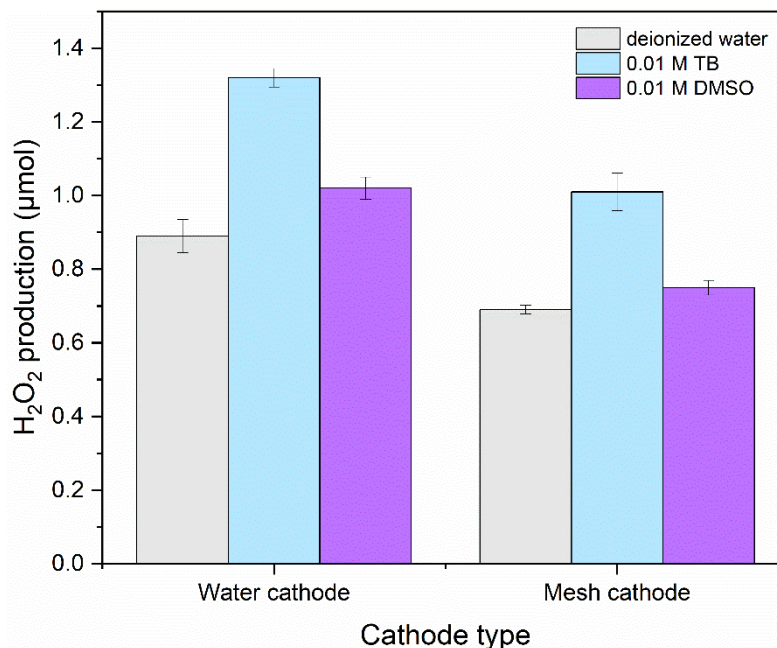 deionized water
0.01 M TB
0.01 M DMSO
H₂O₂ production (μmol)
1.4
1.2
1.0
0.8
0.6
0.4
0.2
0.0
Water cathode
Mesh cathode
Cathode type